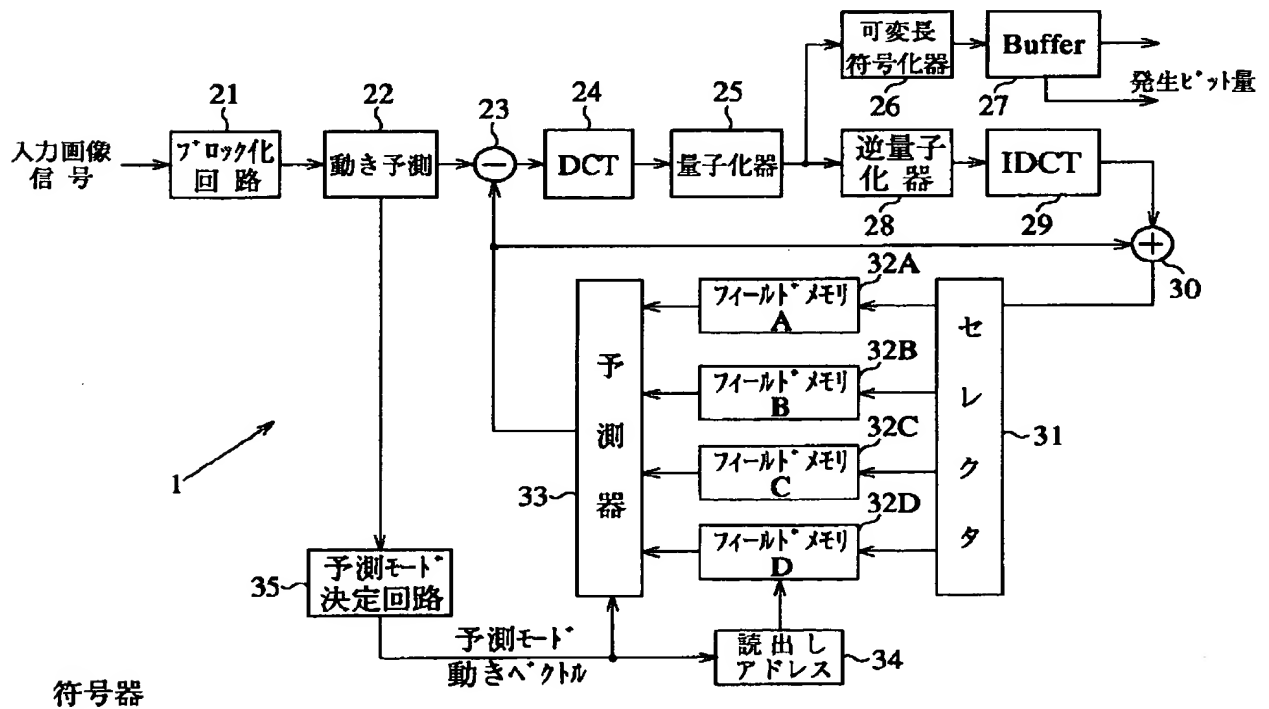 21
22
23
24
25
可変長
符号化器
26
Buffer
27
発生ビット量
入力画像
信号
ブロック化
回路
動き予測
−
DCT
量子化器
逆量子
化器
28
IDCT
29
+
30
32A
フィールドメモリ
A
32B
フィールドメモリ
B
32C
フィールドメモリ
C
32D
フィールドメモリ
D
セレクタ
31
予測器
33
1
35
予測モード
決定回路
予測モード
動きベクトル
読出し
アドレス
34
符号器